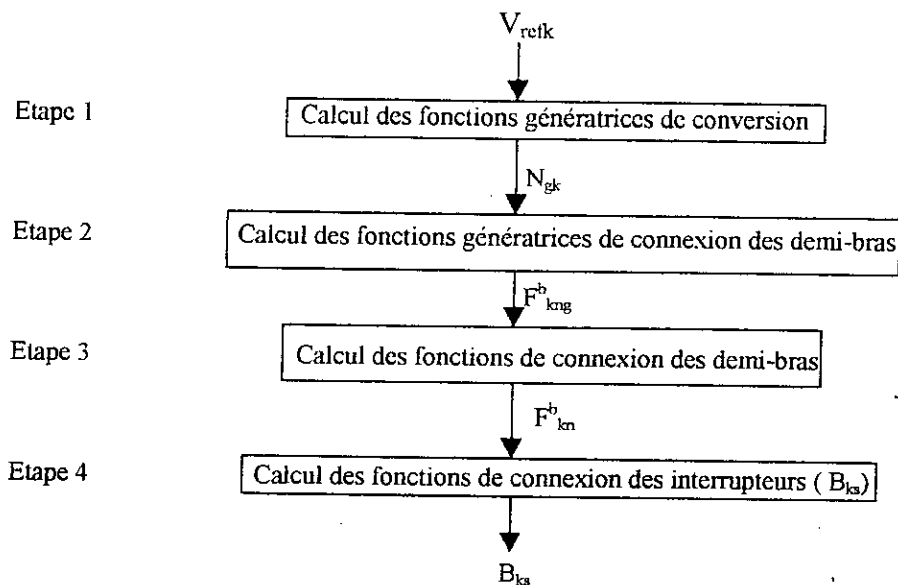 V_refk
Etape 1
Calcul des fonctions génératrices de conversion
N_gk
Etape 2
Calcul des fonctions génératrices de connexion des demi-bras
F^b_kng
Etape 3
Calcul des fonctions de connexion des demi-bras
F^b_kn
Etape 4
Calcul des fonctions de connexion des interrupteurs ( B_ks)
B_ks